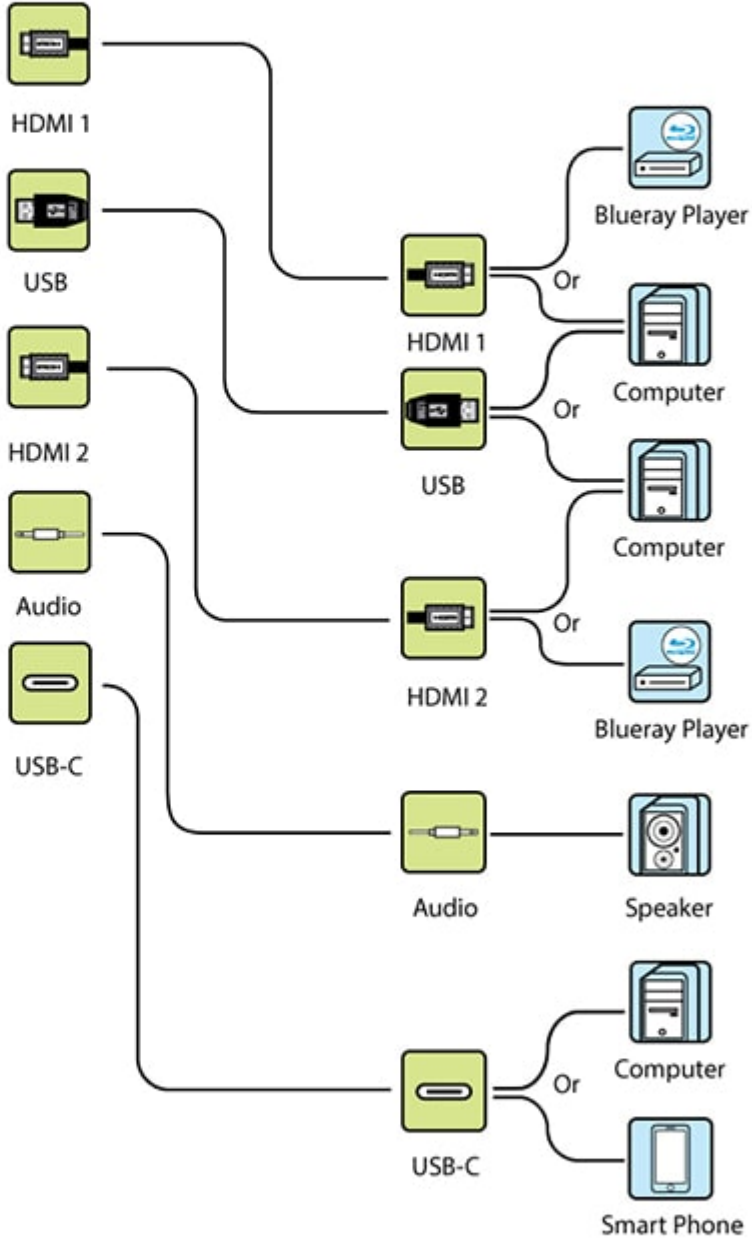 HDMI 1
USB
HDMI 2
Audio
USB-C
HDMI 1
USB
HDMI 2
Audio
USB-C
Or
Or
Or
Or
Blueray Player
Computer
Computer
Blueray Player
Speaker
Computer
Smart Phone